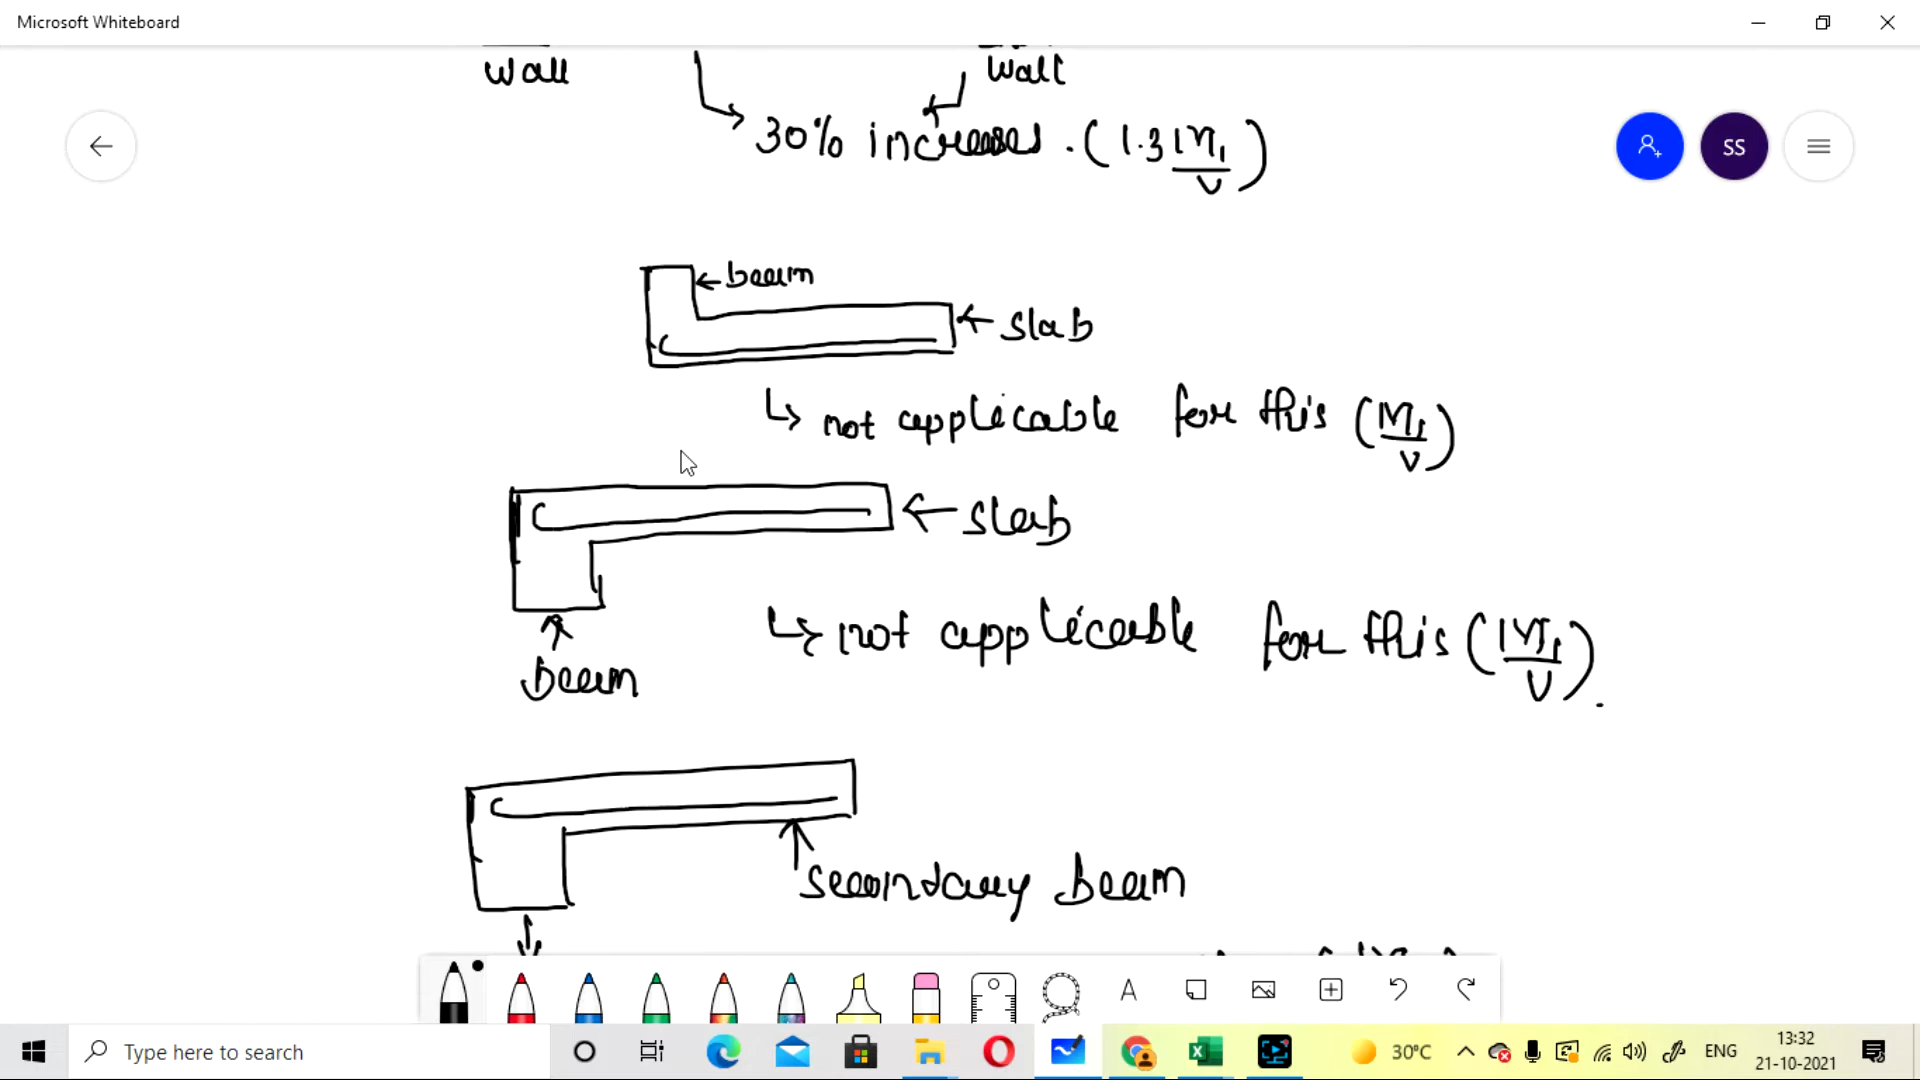 Microsoft Whiteboard
wall
wall
30% increases. (1.3 M1/V)
SS
beam
slab
not applicable for this (M1/V)
slab
not applicable for this (M1/V).
beam
secondary beam
Type here to search
30°C
ENG
13:32
21-10-2021